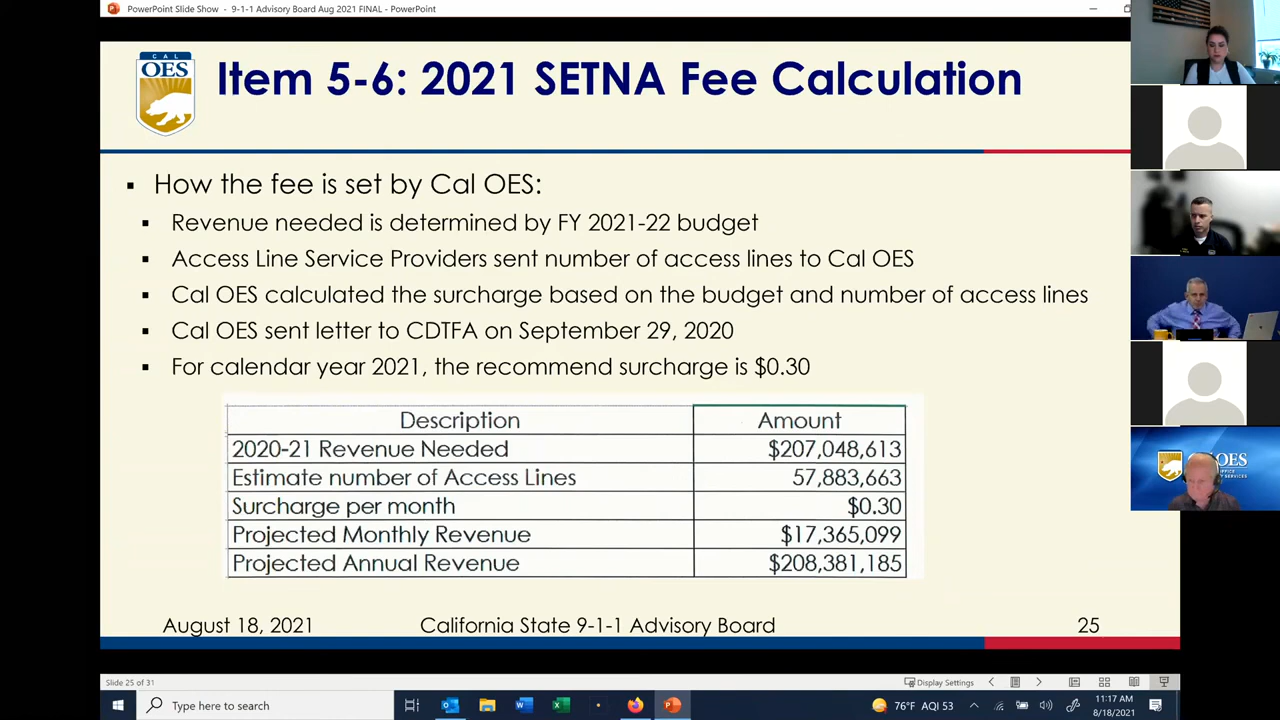 PowerPoint Slide Show - 9-1-1 Advisory Board Aug 2021 FINAL - PowerPoint
CAL
OES
Item 5-6: 2021 SETNA Fee Calculation
How the fee is set by Cal OES:
Revenue needed is determined by FY 2021-22 budget
Access Line Service Providers sent number of access lines to Cal OES
Cal OES calculated the surcharge based on the budget and number of access lines
Cal OES sent letter to CDTFA on September 29, 2020
For calendar year 2021, the recommend surcharge is $0.30
Description Amount
2020-21 Revenue Needed $207,048,613
Estimate number of Access Lines 57,883,663
Surcharge per month $0.30
Projected Monthly Revenue $17,365,099
Projected Annual Revenue $208,381,185
August 18, 2021 California State 9-1-1 Advisory Board 25
Slide 25 of 31 Display Settings
Type here to search
76°F AQI 53
11:17 AM
8/18/2021